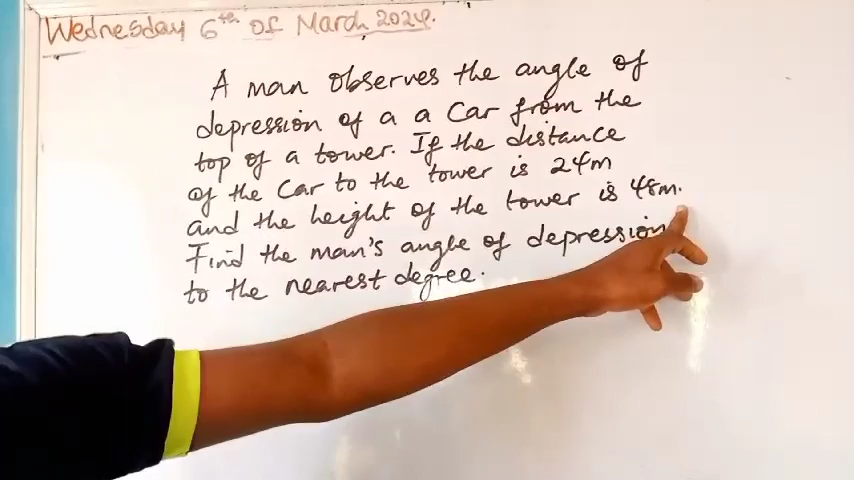 Wednesday 6th of March 2024.
A man observes the angle of
depression of a a Car from the
top of a tower. If the distance
of the Car to the tower is 24m
and the height of the tower is 48m.
Find the man's angle of depression
to the nearest degree.